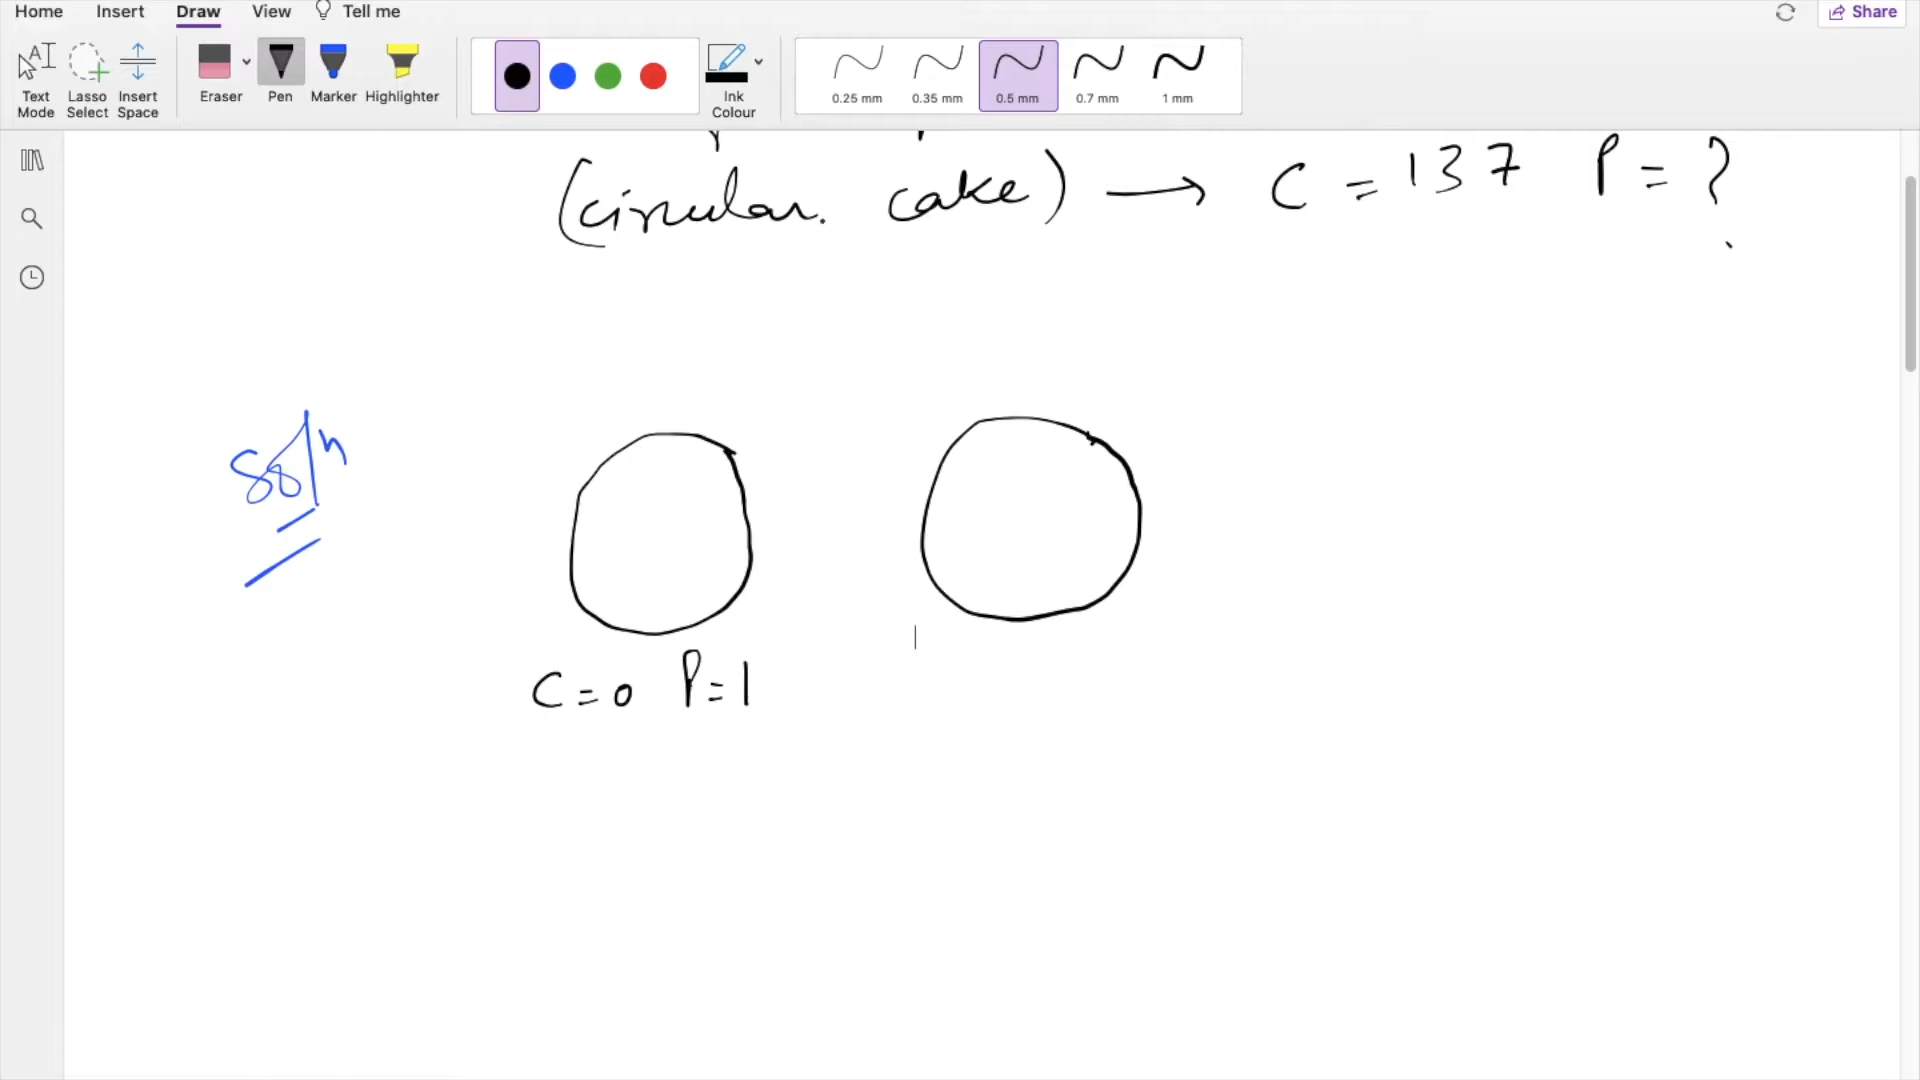 Home Insert Draw View Tell me Share
Text Mode Lasso Select Insert Space Eraser Pen Marker Highlighter Ink Colour 0.25 mm 0.35 mm 0.5 mm 0.7 mm 1 mm
(circular. cake) → C = 137 P = ?
Sol/n
C = 0 P = 1